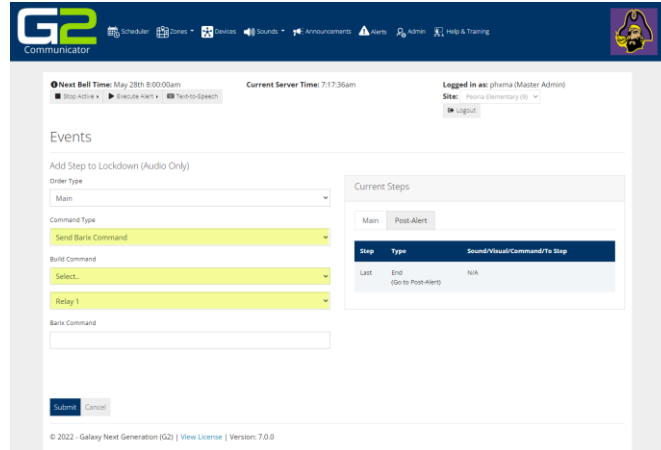 G2
Communicator
Scheduler Zones Devices Sounds Announcements Alerts Admin Help & Training
Next Bell Time: May 28th 8:00:00am
Current Server Time: 7:17:36am
Logged in as: phxma (Master Admin)
Stop Active Execute Alert Text-to-Speech
Site: Peoria Elementary (9)
Logout
Events
Add Step to Lockdown (Audio Only)
Order Type
Main
Command Type
Send Barix Command
Build Command
Select..
Relay 1
Barix Command
Submit Cancel
Current Steps
Main Post-Alert
Step Type Sound/Visual/Command/To Step
Last End N/A
(Go to Post-Alert)
© 2022 - Galaxy Next Generation (G2) | View License | Version: 7.0.0